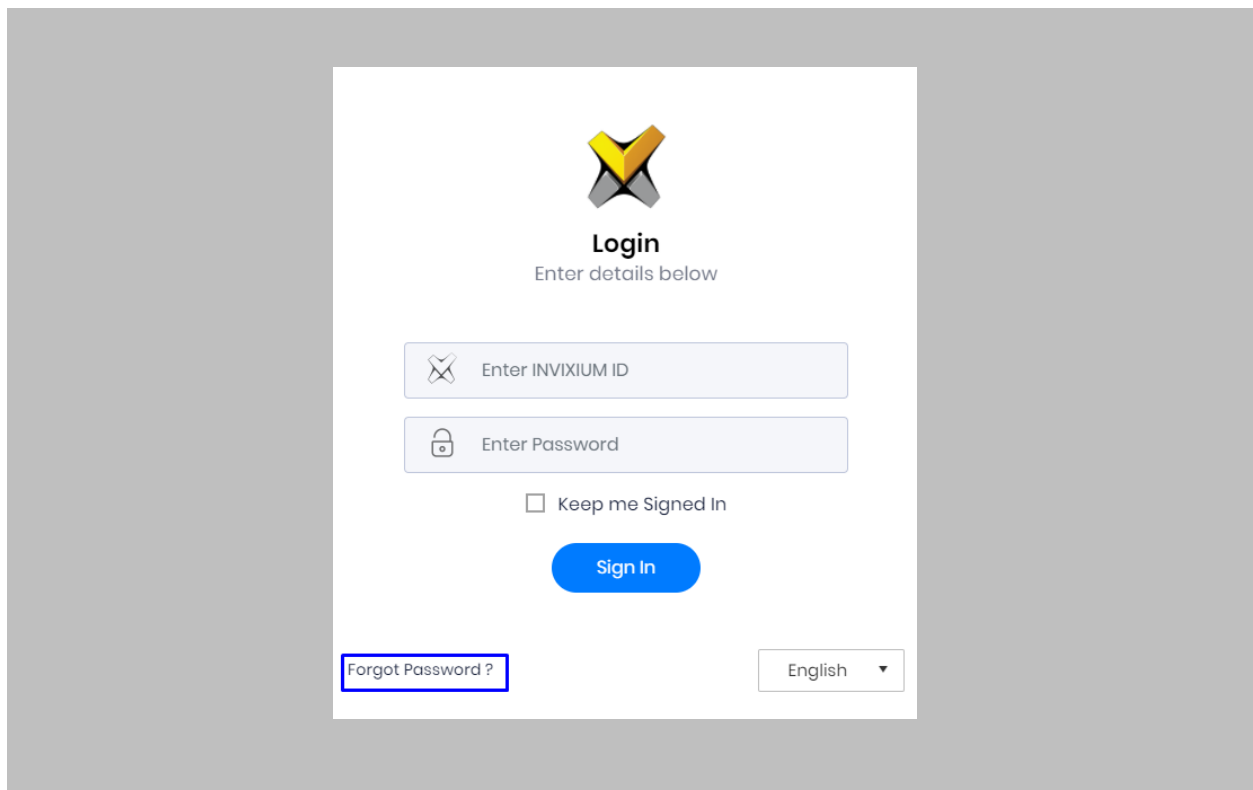 Login
Enter details below
Enter INVIXIUM ID
Enter Password
Keep me Signed In
Sign In
Forgot Password ?
English